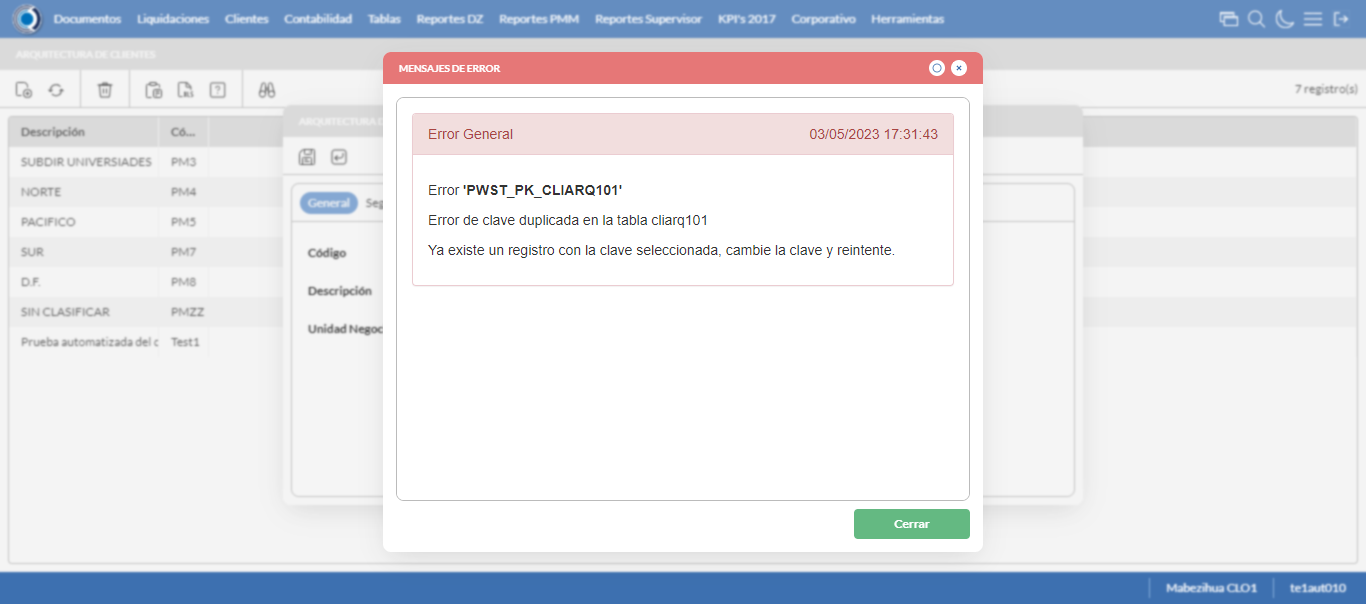 Documentos Liquidaciones Clientes Contabilidad Tablas Reportes DZ Reportes PMM Reportes Supervisor KPI's 2017 Corporativo Herramientas
ARQUITECTURA DE CLIENTES
MENSAJES DE ERROR
7 registro(s)
Descripción Có...
ARQUITECTURA D
SUBDIR UNIVERSIADES PM3
NORTE PM4
PACIFICO PM5
SUR PM7
D.F. PM8
SIN CLASIFICAR PMZZ
Prueba automatizada del c Test1
General Seg
Código
Descripción
Unidad Negoc
Error General 03/05/2023 17:31:43
Error 'PWST_PK_CLIARQ101'
Error de clave duplicada en la tabla cliarq101
Ya existe un registro con la clave seleccionada, cambie la clave y reintente.
Cerrar
Mabezihua CLO1 te1aut010